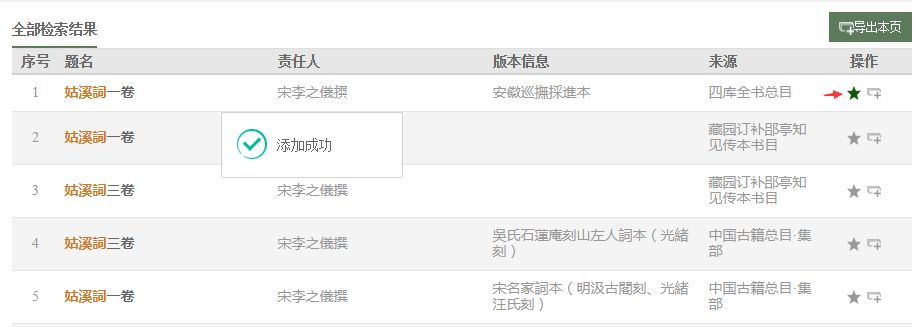 全部检索结果
导出本页
序号 题名 责任人 版本信息 来源 操作
1 姑溪詞一卷 宋李之儀撰 安徽巡撫採進本 四库全书总目
2 姑溪詞一卷 藏园订补郘亭知
见传本书目
添加成功
3 姑溪詞三卷 宋李之儀撰 藏园订补郘亭知
见传本书目
4 姑溪詞三卷 宋李之儀撰 吳氏石蓮庵刻山左人詞本（光緒
刻） 中国古籍总目·集
部
5 姑溪詞一卷 宋李之儀撰 宋名家詞本（明汲古閣刻、光緒
汪氏刻） 中国古籍总目·集
部